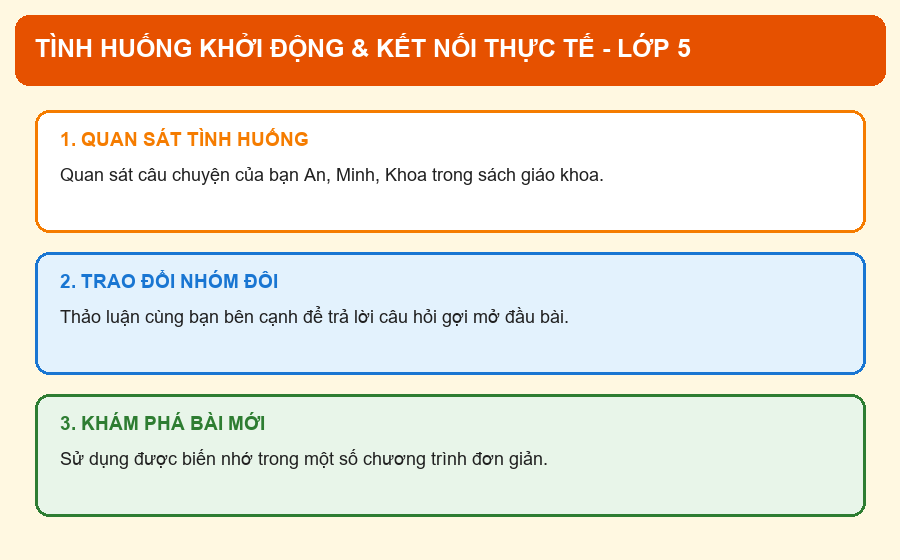 TÌNH HUỐNG KHỞI ĐỘNG & KẾT NỐI THỰC TẾ - LỚP 5
1. QUAN SÁT TÌNH HUỐNG
Quan sát câu chuyện của bạn An, Minh, Khoa trong sách giáo khoa.
2. TRAO ĐỔI NHÓM ĐÔI
Thảo luận cùng bạn bên cạnh để trả lời câu hỏi gợi mở đầu bài.
3. KHÁM PHÁ BÀI MỚI
Sử dụng được biến nhớ trong một số chương trình đơn giản.